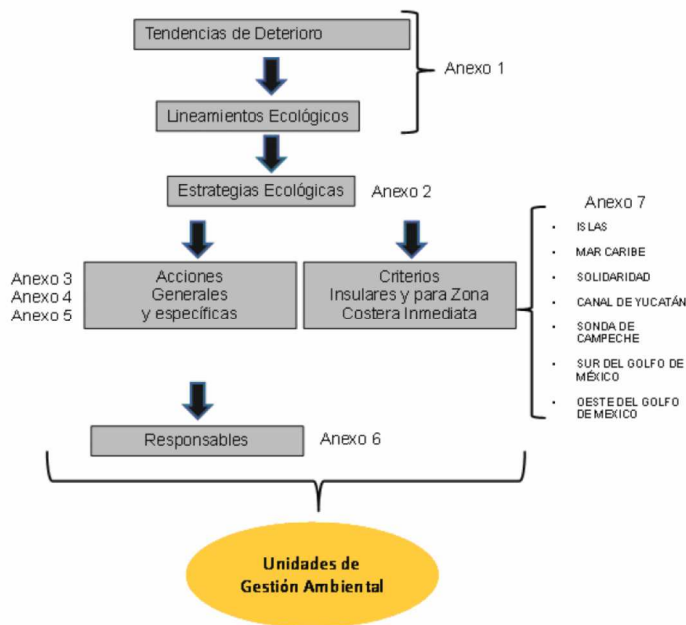 Tendencias de Deterioro
Anexo 1
Lineamientos Ecológicos
Estrategias Ecológicas
Anexo 2
Anexo 3
Anexo 4
Anexo 5
Acciones
Generales
y específicas
Criterios
Insulares y para Zona
Costera Inmediata
Anexo 7
• ISLAS
• MAR CARIBE
• SOLIDARIDAD
• CANAL DE YUCATÁN
• SONDA DE
CAMPECHE
• SUR DEL GOLFO DE
MÉXICO
• OESTE DEL GOLFO
DE MEXICO
Responsables
Anexo 6
Unidades de
Gestión Ambiental